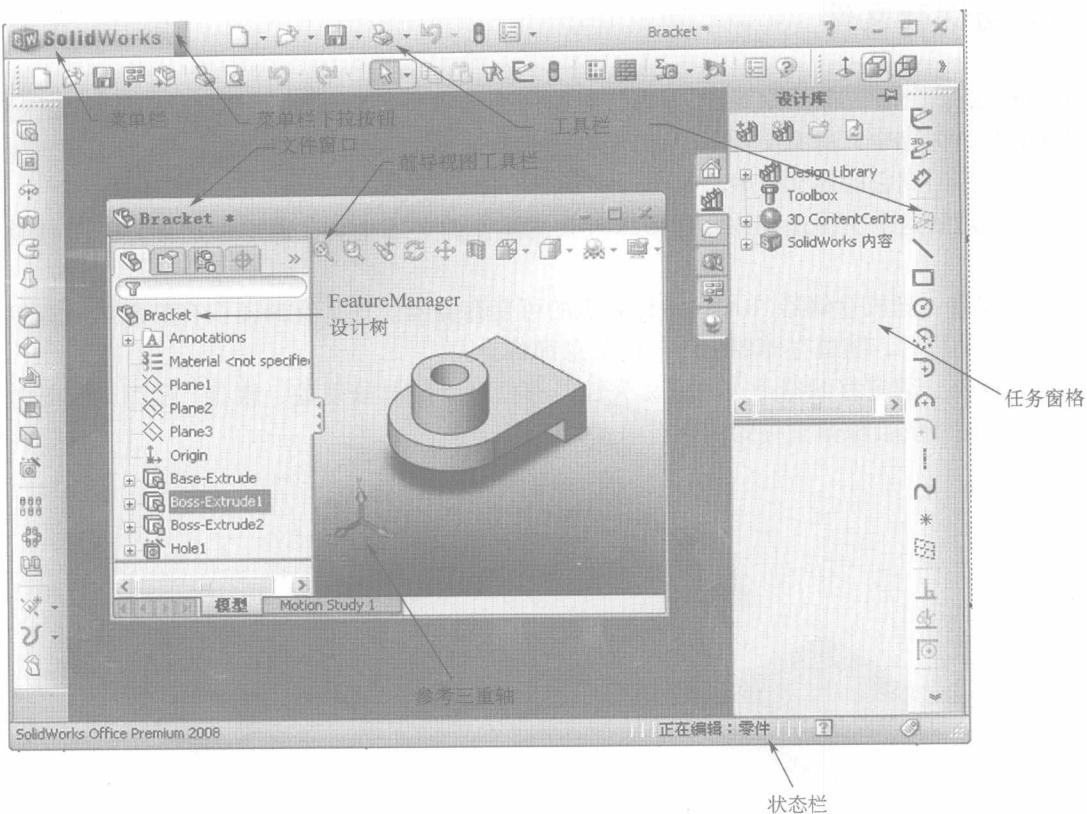 SolidWorks
Bracket *
菜单栏
菜单栏下拉按钮
工具栏
设计库
文件窗口
前导视图工具栏
Design Library
Toolbox
3D ContentCentra
SolidWorks 内容
Bracket *
FeatureManager
设计树
Bracket
Annotations
Material <not specifie
Plane1
Plane2
Plane3
Origin
Base-Extrude
Boss-Extrude1
Boss-Extrude2
Hole1
任务窗格
模型
Motion Study 1
参考三重轴
SolidWorks Office Premium 2008
正在编辑：零件
状态栏